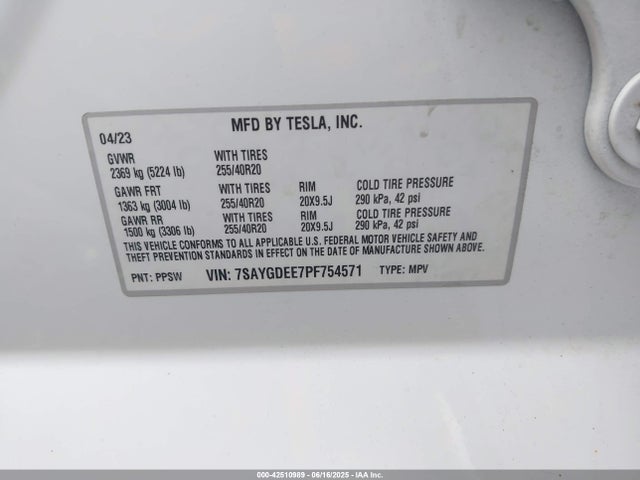 MFD BY TESLA, INC.
04/23
GVWR WITH TIRES
2369 kg (5224 lb) 255/40R20
GAWR FRT WITH TIRES RIM COLD TIRE PRESSURE
1363 kg (3004 lb) 255/40R20 20X9.5J 290 kPa, 42 psi
GAWR RR WITH TIRES RIM COLD TIRE PRESSURE
1500 kg (3306 lb) 255/40R20 20X9.5J 290 kPa, 42 psi
THIS VEHICLE CONFORMS TO ALL APPLICABLE U.S. FEDERAL MOTOR VEHICLE SAFETY AND
THEFT PREVENTION STANDARDS IN EFFECT ON THE DATE OF MANUFACTURE SHOWN ABOVE.
PNT: PPSW VIN: 7SAYGDEE7PF754571 TYPE: MPV
000-42510989 - 06/16/2025 - IAA Inc.